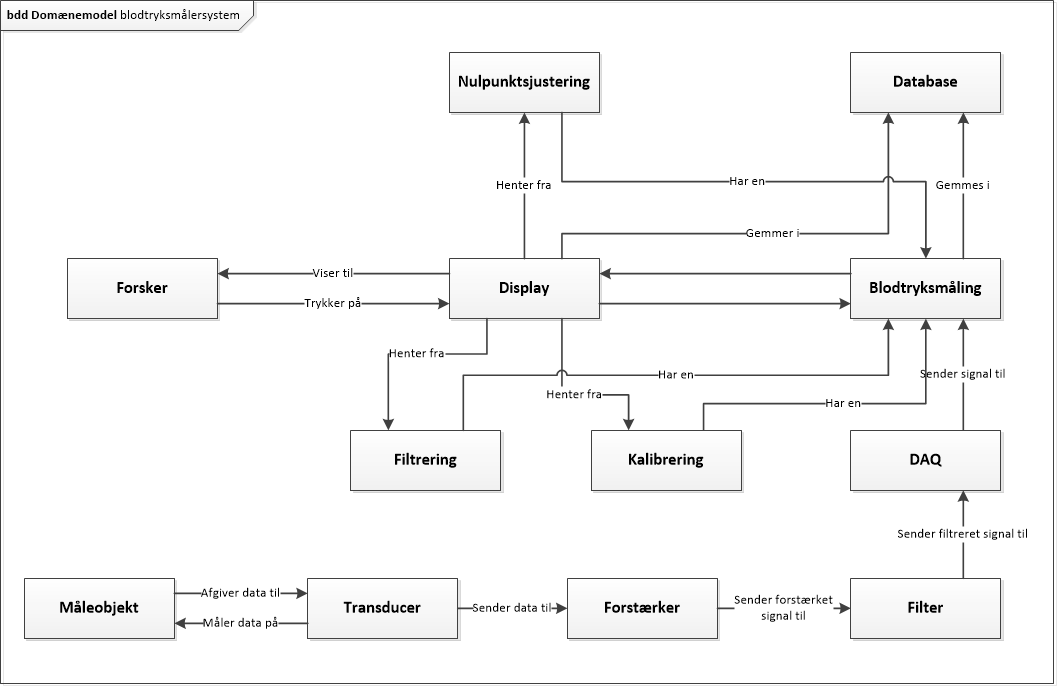 bdd Domænemodel blodtryksmålersystem
Nulpunktsjustering
Database
Henter fra
Har en
Gemmes i
Gemmer i
Forsker
Viser til
Trykker på
Display
Blodtryksmåling
Henter fra
Har en
Sender signal til
Henter fra
Har en
Filtrering
Kalibrering
DAQ
Sender filtreret signal til
Måleobjekt
Afgiver data til
Måler data på
Transducer
Sender data til
Forstærker
Sender forstærket
signal til
Filter